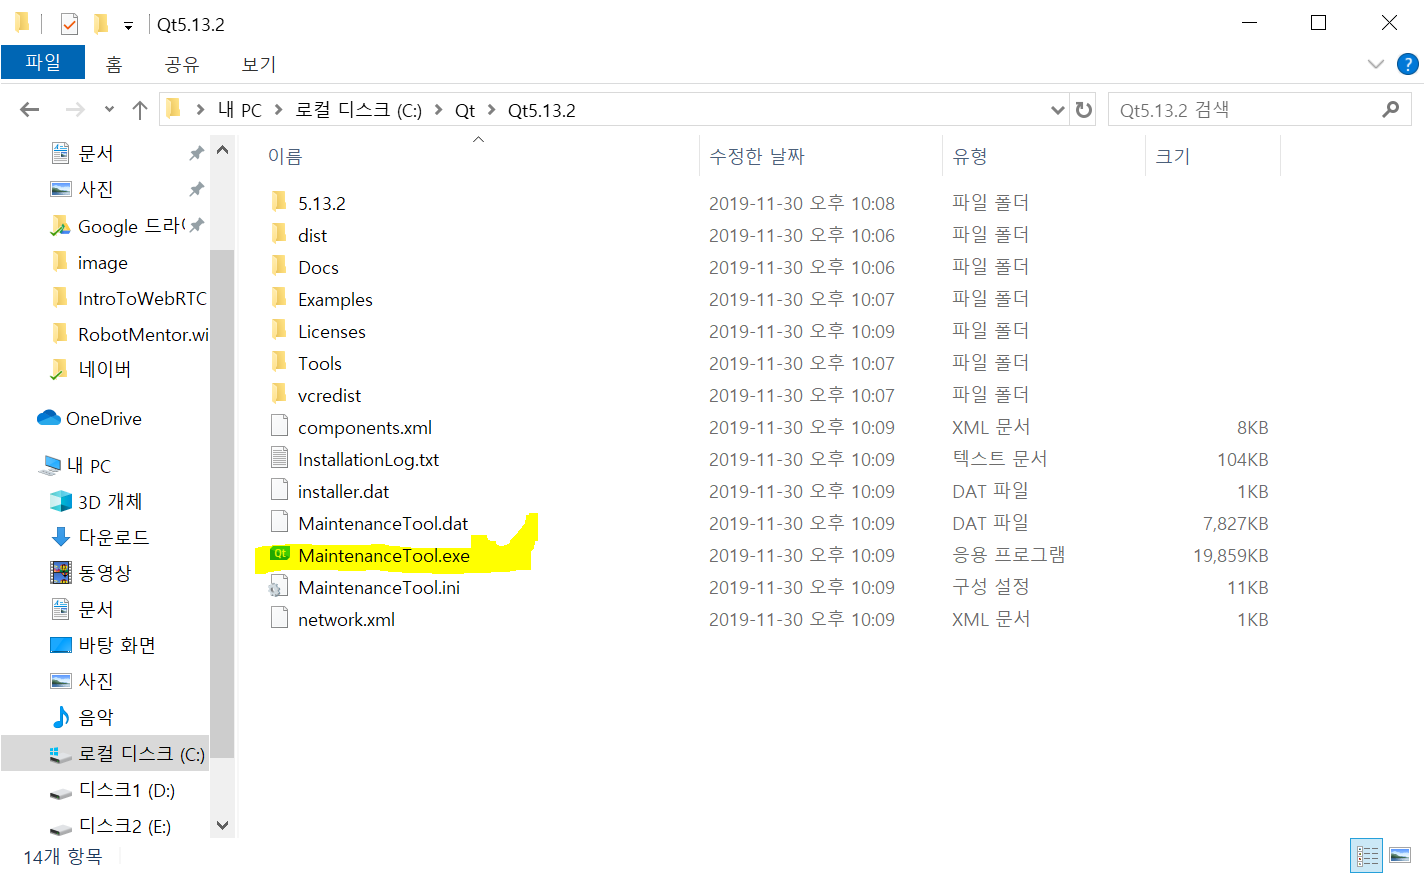 Qt5.13.2
파일 홈 공유 보기
내 PC 로컬 디스크 (C:) Qt Qt5.13.2
Qt5.13.2 검색
문서
사진
Google 드라이
image
IntroToWebRTC
RobotMentor.wi
네이버
OneDrive
내 PC
3D 개체
다운로드
동영상
문서
바탕 화면
사진
음악
로컬 디스크 (C:)
디스크1 (D:)
디스크2 (E:)
이름 수정한 날짜 유형 크기
5.13.2 2019-11-30 오후 10:08 파일 폴더
dist 2019-11-30 오후 10:06 파일 폴더
Docs 2019-11-30 오후 10:06 파일 폴더
Examples 2019-11-30 오후 10:07 파일 폴더
Licenses 2019-11-30 오후 10:09 파일 폴더
Tools 2019-11-30 오후 10:07 파일 폴더
vcredist 2019-11-30 오후 10:07 파일 폴더
components.xml 2019-11-30 오후 10:09 XML 문서 8KB
InstallationLog.txt 2019-11-30 오후 10:09 텍스트 문서 104KB
installer.dat 2019-11-30 오후 10:09 DAT 파일 1KB
MaintenanceTool.dat 2019-11-30 오후 10:09 DAT 파일 7,827KB
Qt MaintenanceTool.exe 2019-11-30 오후 10:09 응용 프로그램 19,859KB
MaintenanceTool.ini 2019-11-30 오후 10:09 구성 설정 11KB
network.xml 2019-11-30 오후 10:09 XML 문서 1KB
14개 항목